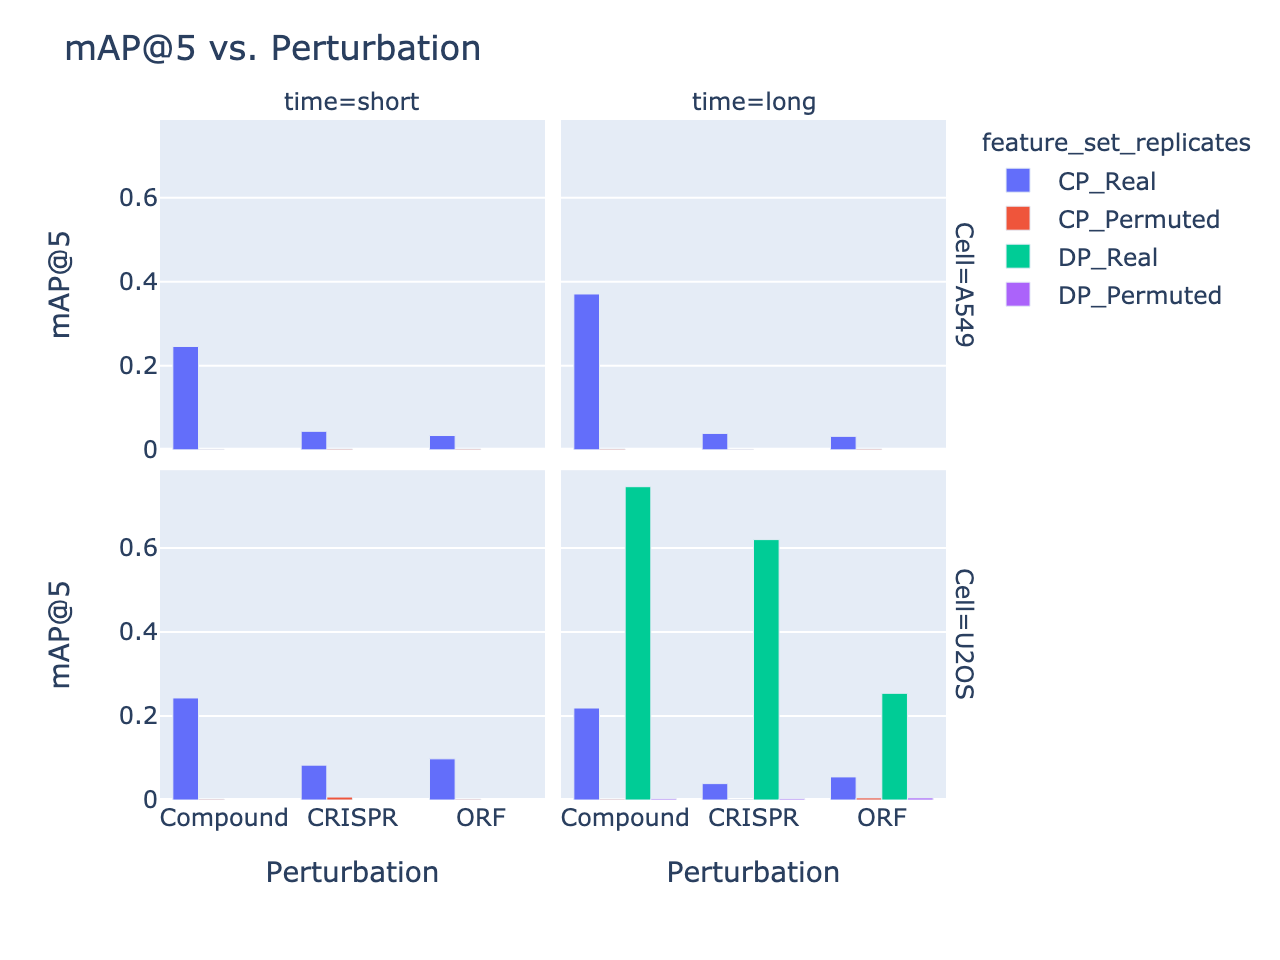 mAP@5 vs. Perturbation
time=short
time=long
feature_set_replicates
CP_Real
CP_Permuted
DP_Real
DP_Permuted
mAP@5
0.6
0.4
0.2
0
Cell=A549
mAP@5
0.6
0.4
0.2
0
Cell=U2OS
Compound CRISPR ORF
Compound CRISPR ORF
Perturbation
Perturbation